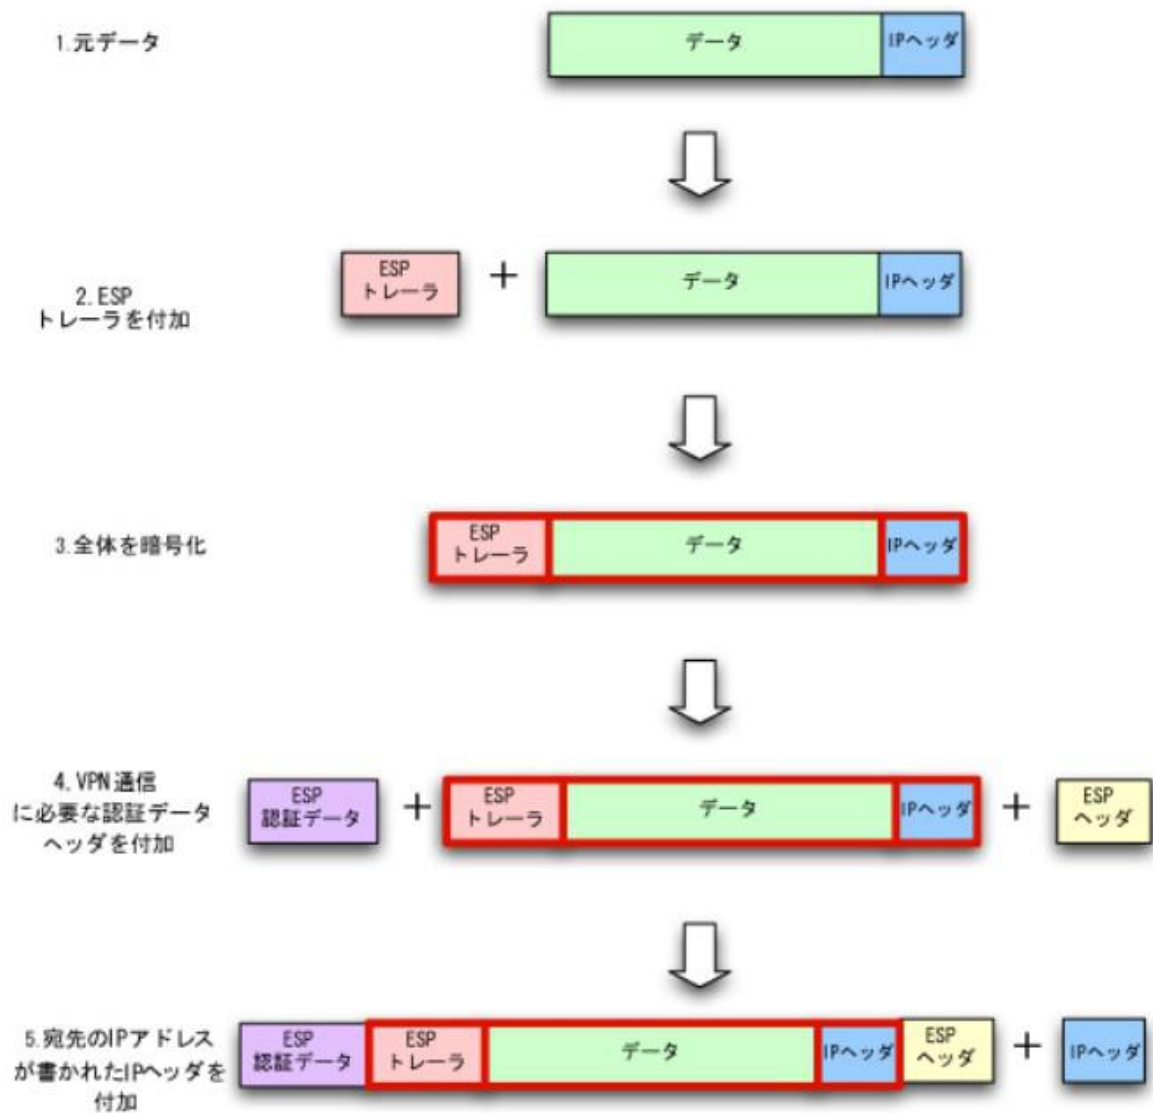 1.元データ
データ
IPヘッダ
2.ESP
トレーラを付加
ESP
トレーラ
+
データ
IPヘッダ
3.全体を暗号化
ESP
トレーラ
データ
IPヘッダ
4.VPN通信
に必要な認証データ
ヘッダを付加
ESP
認証データ
+
ESP
トレーラ
データ
IPヘッダ
+
ESP
ヘッダ
5.宛先のIPアドレス
が書かれたIPヘッダを
付加
ESP
認証データ
ESP
トレーラ
データ
IPヘッダ
ESP
ヘッダ
+
IPヘッダ